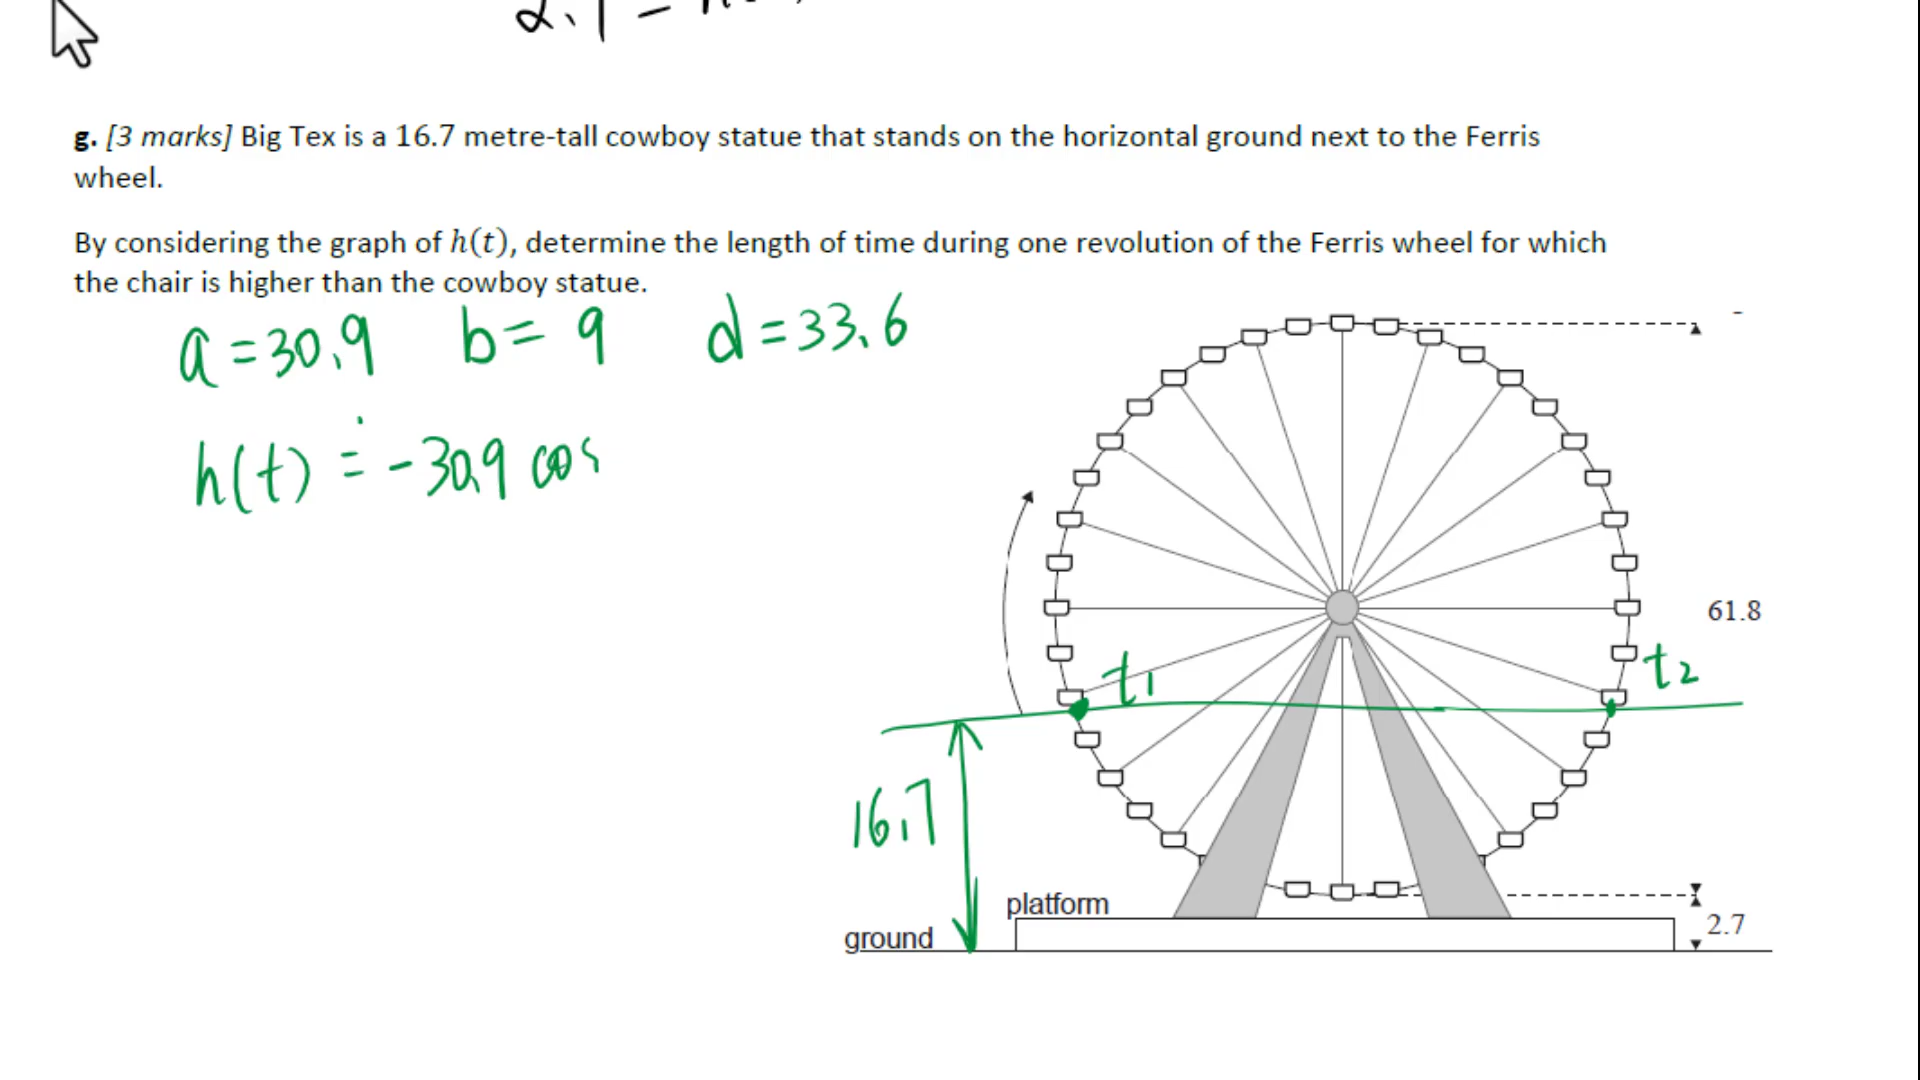 2.1 =
g. [3 marks] Big Tex is a 16.7 metre-tall cowboy statue that stands on the horizontal ground next to the Ferris
wheel.
By considering the graph of h(t), determine the length of time during one revolution of the Ferris wheel for which
the chair is higher than the cowboy statue.
a = 30.9 b = 9 d = 33.6
h(t) = -30.9 cos
61.8
t1
t2
16.7
platform
2.7
ground